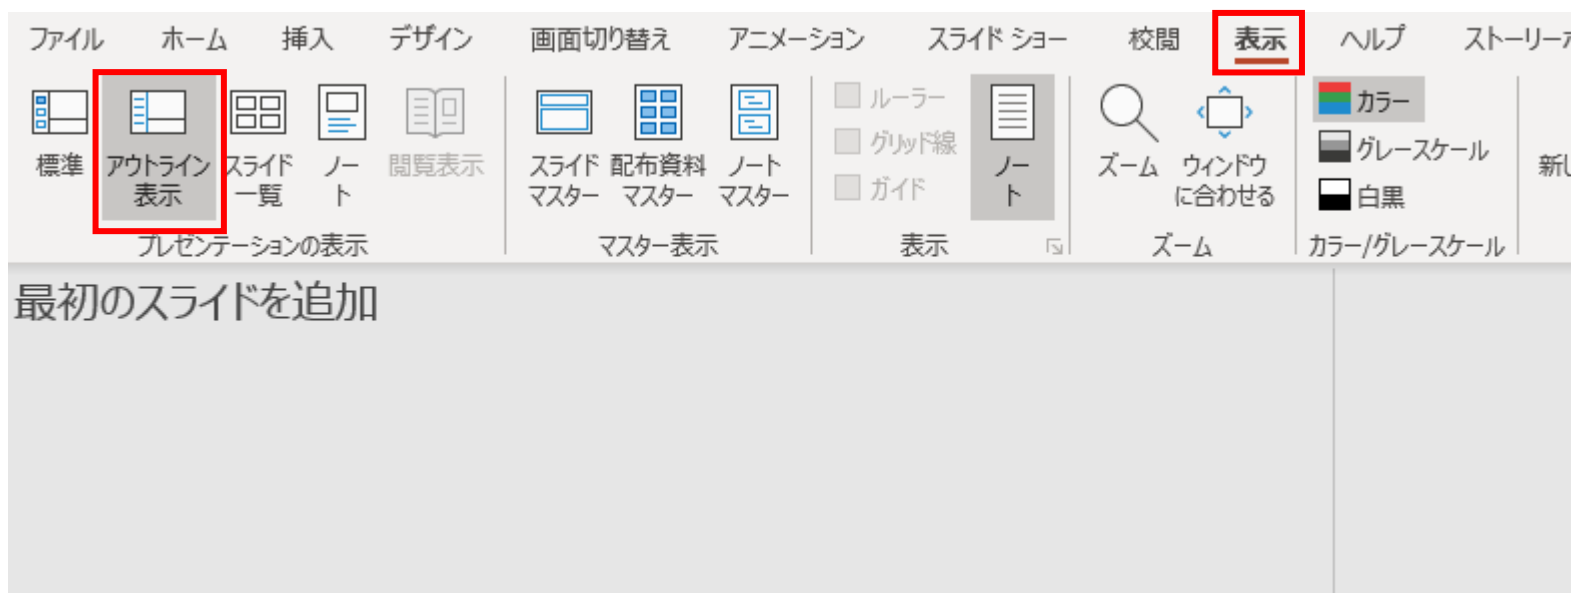 ファイル ホーム 挿入 デザイン 画面切り替え アニメーション スライド ショー 校閲 表示 ヘルプ ストーリーボ
標準
アウトライン
表示
スライド
一覧
ノー
ト
閲覧表示
プレゼンテーションの表示
スライド
マスター
配布資料
マスター
ノート
マスター
マスター表示
ルーラー
グリッド線
ガイド
ノー
ト
表示
ズーム
ウィンドウ
に合わせる
ズーム
カラー
グレースケール
白黒
カラー/グレースケール
新し
最初のスライドを追加